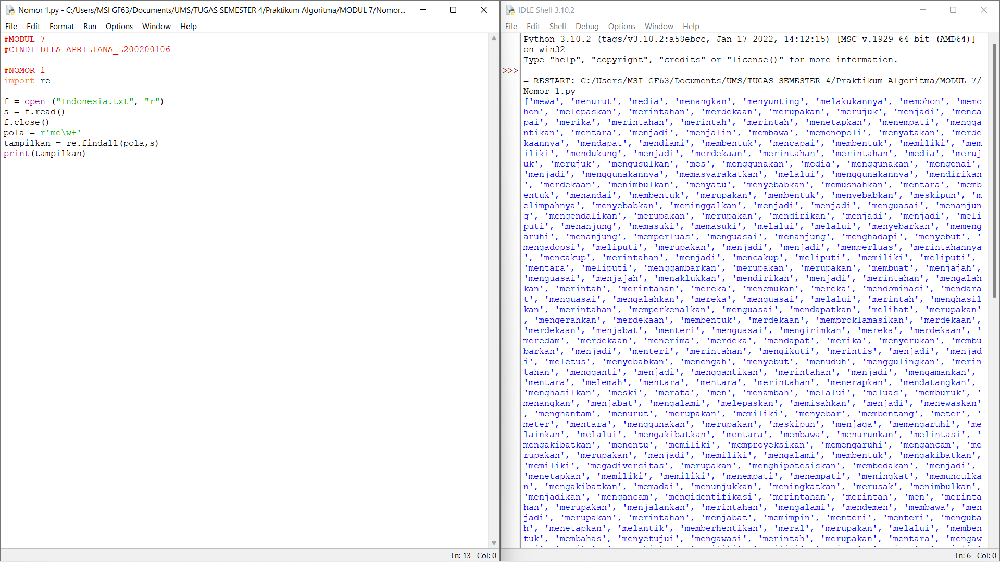 Nomor 1.py - C:/Users/MSI GF63/Documents/UMS/TUGAS SEMESTER 4/Praktikum Algoritma/MODUL 7/Nomor...
File Edit Format Run Options Window Help
#MODUL 7
#CINDI DILA APRILIANA_L200200106
#NOMOR 1
import re
f = open ("Indonesia.txt", "r")
s = f.read()
f.close()
pola = r'me\w+'
tampilkan = re.findall(pola,s)
print(tampilkan)
Ln: 13 Col: 0
IDLE Shell 3.10.2
File Edit Shell Debug Options Window Help
Python 3.10.2 (tags/v3.10.2:a58ebcc, Jan 17 2022, 14:12:15) [MSC v.1929 64 bit (AMD64)]
on win32
Type "help", "copyright", "credits" or "license()" for more information.
>>>
= RESTART: C:/Users/MSI GF63/Documents/UMS/TUGAS SEMESTER 4/Praktikum Algoritma/MODUL 7/
Nomor 1.py
['mewa', 'menurut', 'media', 'menangkan', 'menyunting', 'melakukannya', 'memohon', 'memo
hon', 'melepaskan', 'merintahan', 'merdekaan', 'merupakan', 'merujuk', 'menjadi', 'menca
pai', 'merika', 'merintahan', 'merintah', 'merintah', 'menetapkan', 'menempati', 'mengga
ntikan', 'mentara', 'menjadi', 'menjalin', 'membawa', 'memonopoli', 'menyatakan', 'merde
kaannya', 'mendapat', 'mendiami', 'membentuk', 'mencapai', 'membentuk', 'memiliki', 'mem
iliki', 'mendukung', 'menjadi', 'merdekaan', 'merintahan', 'merintahan', 'media', 'meruj
uk', 'merujuk', 'mengusulkan', 'mes', 'menggunakan', 'media', 'menggunakan', 'mengenai',
'menjadi', 'menggunakannya', 'memasyarakatkan', 'melalui', 'menggunakannya', 'mendirikan
', 'merdekaan', 'menimbulkan', 'menyatu', 'menyebabkan', 'memusnahkan', 'mentara', 'memb
entuk', 'menandai', 'membentuk', 'merupakan', 'membentuk', 'menyebabkan', 'meskipun', 'm
elimpahnya', 'menyebabkan', 'meninggalkan', 'menjadi', 'menjadi', 'menguasai', 'menanjun
g', 'mengendalikan', 'merupakan', 'merupakan', 'mendirikan', 'menjadi', 'menjadi', 'meli
puti', 'menanjung', 'memasuki', 'memasuki', 'melalui', 'melalui', 'menyebarkan', 'memeng
aruhi', 'menanjung', 'memperluas', 'menguasai', 'menanjung', 'menghadapi', 'menyebut', '
mengadopsi', 'meliputi', 'merupakan', 'menjadi', 'menjadi', 'memperluas', 'merintahannya
', 'mencakup', 'merintahan', 'menjadi', 'mencakup', 'meliputi', 'memiliki', 'meliputi',
'mentara', 'meliputi', 'menggambarkan', 'merupakan', 'merupakan', 'membuat', 'menjajah',
'menguasai', 'menjajah', 'menaklukkan', 'mendirikan', 'menjadi', 'merintahan', 'mengalah
kan', 'merintah', 'merintahan', 'mereka', 'menemukan', 'mereka', 'mendominasi', 'mendara
t', 'menguasai', 'mengalahkan', 'mereka', 'menguasai', 'melalui', 'merintah', 'menghasil
kan', 'merintahan', 'memperkenalkan', 'menguasai', 'mendapatkan', 'melihat', 'merupakan'
, 'mengerahkan', 'merdekaan', 'membentuk', 'merdekaan', 'memproklamasikan', 'merdekaan',
'merdekaan', 'menjabat', 'menteri', 'menguasai', 'mengirimkan', 'mereka', 'merdekaan', '
meredam', 'merdekaan', 'menerima', 'merdeka', 'mendapat', 'merika', 'menyerukan', 'membu
barkan', 'menjadi', 'menteri', 'merintahan', 'mengikuti', 'merintis', 'menjadi', 'menjad
i', 'meletus', 'menyebabkan', 'menengah', 'menyebut', 'menuduh', 'menggulingkan', 'merin
tahan', 'mengganti', 'menjadi', 'menggantikan', 'merintahan', 'menjadi', 'mengamankan',
'mentara', 'melemah', 'mentara', 'mentara', 'merintahan', 'menerapkan', 'mendatangkan',
'menghasilkan', 'meski', 'merata', 'men', 'menambah', 'melalui', 'meluas', 'memburuk', '
menangkan', 'menjabat', 'mengalami', 'melepaskan', 'memisahkan', 'menjadi', 'menewaskan'
, 'menghantam', 'menurut', 'merupakan', 'memiliki', 'menyebar', 'membentang', 'meter', '
meter', 'mentara', 'menggunakan', 'merupakan', 'meskipun', 'menjaga', 'memengaruhi', 'me
lainkan', 'melalui', 'mengakibatkan', 'mentara', 'membawa', 'menurunkan', 'melintasi', '
mengakibatkan', 'menentu', 'memiliki', 'memproyeksikan', 'memengaruhi', 'mengancam', 'me
rupakan', 'merupakan', 'menjadi', 'memiliki', 'mengalami', 'membentuk', 'mengakibatkan',
'memiliki', 'megadiversitas', 'merupakan', 'menghipotesiskan', 'membedakan', 'menjadi',
'menetapkan', 'memiliki', 'memiliki', 'menempati', 'menempati', 'meningkat', 'memunculka
n', 'mengakibatkan', 'memadai', 'menunjukkan', 'meningkatkan', 'merusak', 'menimbulkan',
'menjadikan', 'mengancam', 'mengidentifikasi', 'merintahan', 'merintah', 'men', 'merinta
han', 'merupakan', 'menjalankan', 'merintahan', 'mengalami', 'mendemen', 'membawa', 'men
jadi', 'merupakan', 'merintahan', 'menjabat', 'memimpin', 'menteri', 'menteri', 'menguba
h', 'menetapkan', 'melantik', 'memberhentikan', 'meral', 'merupakan', 'melalui', 'memben
tuk', 'membahas', 'menyetujui', 'mengawasi', 'merintah', 'merupakan', 'mentara', 'mengaw
Ln: 6 Col: 0